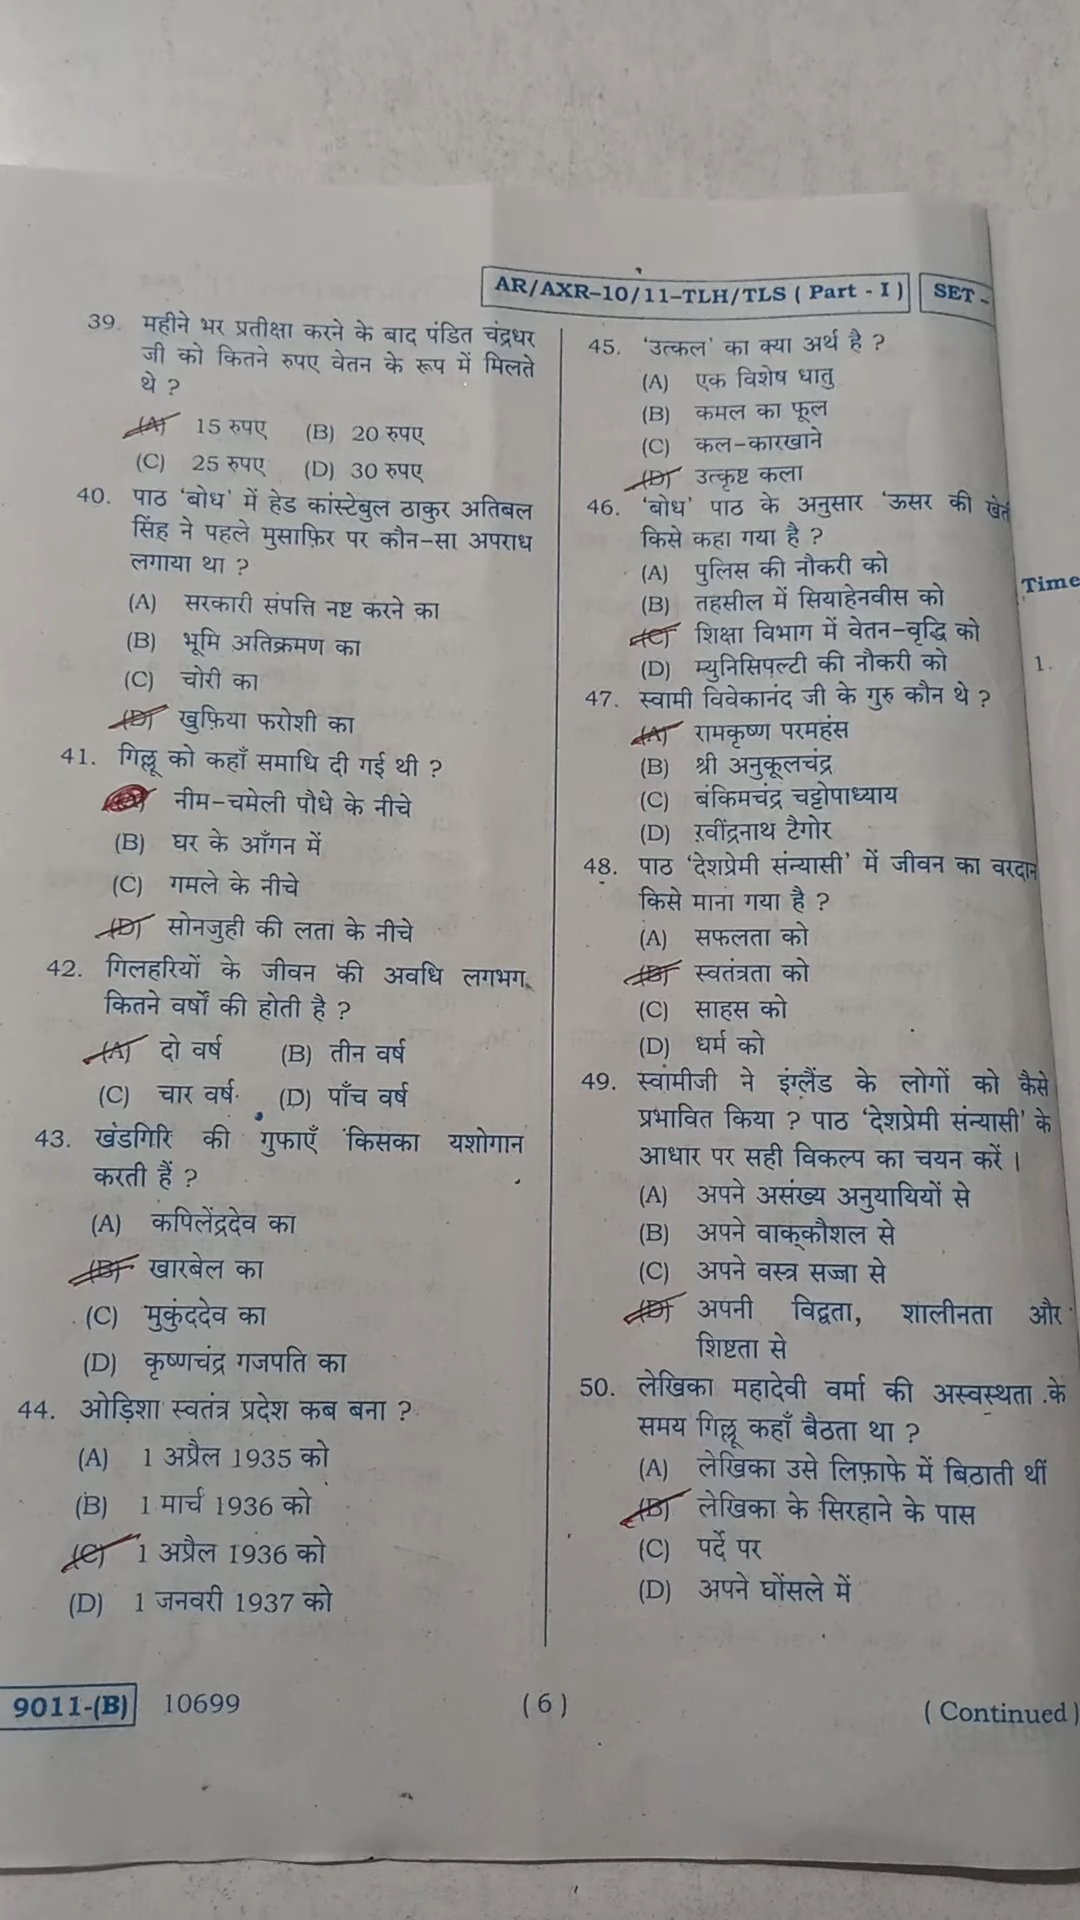 AR/AXR–10/11–TLH/TLS ( Part - I )
SET –
39. महीने भर प्रतीक्षा करने के बाद पंडित चंद्रधर
जी को कितने रुपए वेतन के रूप में मिलते
थे ?
(A) 15 रुपए (B) 20 रुपए
(C) 25 रुपए (D) 30 रुपए
40. पाठ ‘बोध’ में हेड कांस्टेबुल ठाकुर अतिबल
सिंह ने पहले मुसाफ़िर पर कौन-सा अपराध
लगाया था ?
(A) सरकारी संपत्ति नष्ट करने का
(B) भूमि अतिक्रमण का
(C) चोरी का
(D) खुफ़िया फरोशी का
41. गिल्लू को कहाँ समाधि दी गई थी ?
(A) नीम-चमेली पौधे के नीचे
(B) घर के आँगन में
(C) गमले के नीचे
(D) सोनजुही की लता के नीचे
42. गिलहरियों के जीवन की अवधि लगभग
कितने वर्षों की होती है ?
(A) दो वर्ष (B) तीन वर्ष
(C) चार वर्ष (D) पाँच वर्ष
43. खंडगिरि की गुफाएँ किसका यशोगान
करती हैं ?
(A) कपिलेंद्रदेव का
(B) खारबेल का
(C) मुकुंददेव का
(D) कृष्णचंद्र गजपति का
44. ओड़िशा स्वतंत्र प्रदेश कब बना ?
(A) 1 अप्रैल 1935 को
(B) 1 मार्च 1936 को
(C) 1 अप्रैल 1936 को
(D) 1 जनवरी 1937 को
45. ‘उत्कल’ का क्या अर्थ है ?
(A) एक विशेष धातु
(B) कमल का फूल
(C) कल-कारखाने
(D) उत्कृष्ट कला
46. ‘बोध’ पाठ के अनुसार ‘ऊसर की
किसे कहा गया है ?
(A) पुलिस की नौकरी को
(B) तहसील में सियाहेनवीस को
(C) शिक्षा विभाग में वेतन-वृद्धि को
(D) म्युनिसिपल्टी की नौकरी को
47. स्वामी विवेकानंद जी के गुरु कौन थे ?
(A) रामकृष्ण परमहंस
(B) श्री अनुकूलचंद्र
(C) बंकिमचंद्र चट्टोपाध्याय
(D) रवींद्रनाथ टैगोर
48. पाठ ‘देशप्रेमी संन्यासी’ में जीवन का वरदान
किसे माना गया है ?
(A) सफलता को
(B) स्वतंत्रता को
(C) साहस को
(D) धर्म को
49. स्वामीजी ने इंग्लैंड के लोगों को कैसे
प्रभावित किया ? पाठ ‘देशप्रेमी संन्यासी’ के
आधार पर सही विकल्प का चयन करें ।
(A) अपने असंख्य अनुयायियों से
(B) अपने वाक्‌कौशल से
(C) अपने वस्त्र सज्जा से
(D) अपनी विद्वता, शालीनता और
शिष्टता से
50. लेखिका महादेवी वर्मा की अस्वस्थता के
समय गिल्लू कहाँ बैठता था ?
(A) लेखिका उसे लिफ़ाफे में बिठाती थीं
(B) लेखिका के सिरहाने के पास
(C) पर्दे पर
(D) अपने घोंसले में
Time
1.
9011-(B) 10699
( 6 )
( Continued )